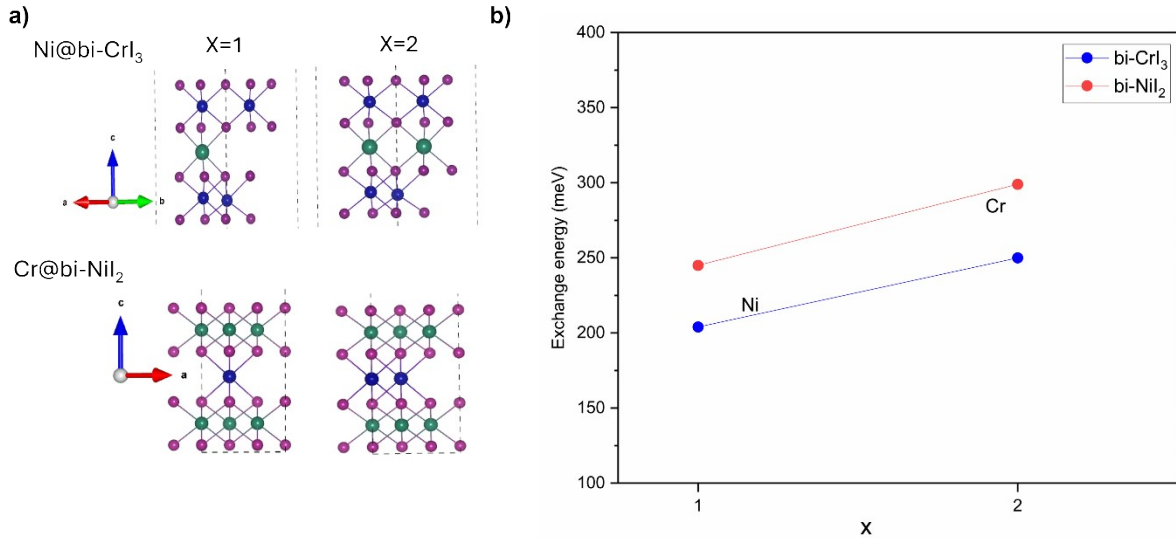 a)
Ni@bi-CrI₃
X=1
X=2
c
a
b
Cr@bi-NiI₂
c
a
b)
Exchange energy (meV)
400
350
300
250
200
150
100
bi-CrI₃
bi-NiI₂
Cr
Ni
1
2
X